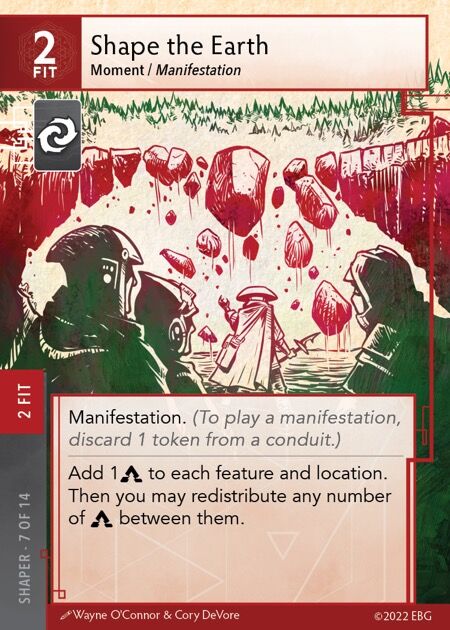 2
FIT
Shape the Earth
Moment / Manifestation
2 FIT
Manifestation. (To play a manifestation,
discard 1 token from a conduit.)
Add 1 to each feature and location.
Then you may redistribute any number
of between them.
SHAPER - 7 OF 14
Wayne O'Connor & Cory DeVore
©2022 EBG